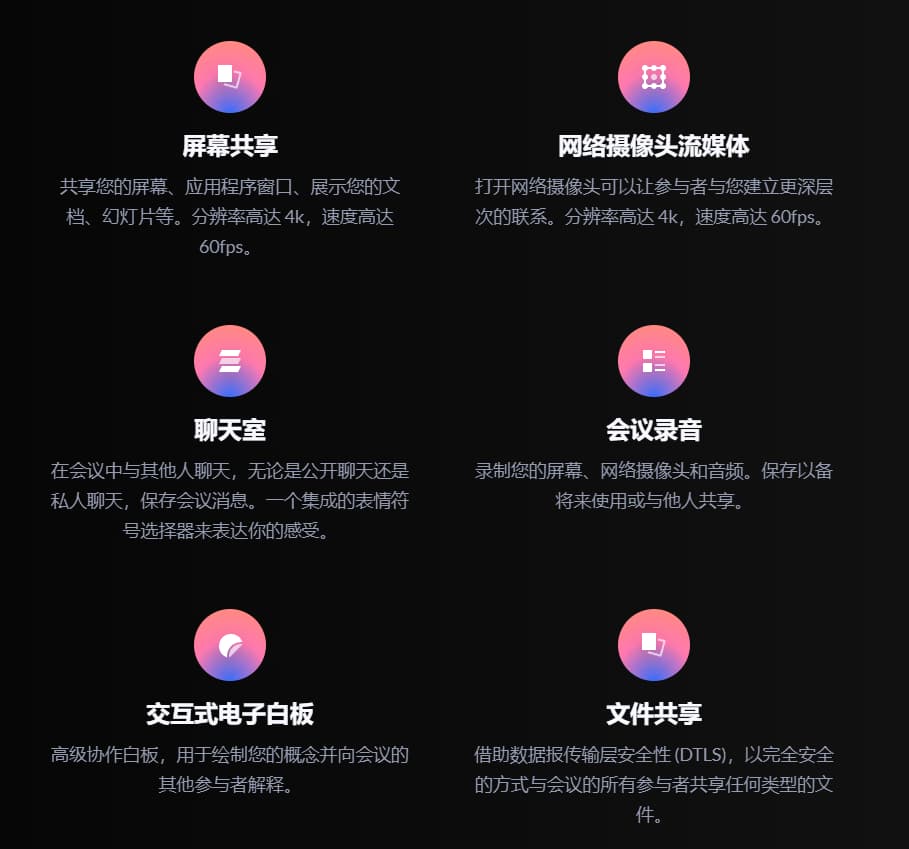 屏幕共享
共享您的屏幕、应用程序窗口、展示您的文
档、幻灯片等。分辨率高达 4k，速度高达
60fps。
网络摄像头流媒体
打开网络摄像头可以让参与者与您建立更深层
次的联系。分辨率高达 4k，速度高达 60fps。
聊天室
在会议中与其他人聊天，无论是公开聊天还是
私人聊天，保存会议消息。一个集成的表情符
号选择器来表达你的感受。
会议录音
录制您的屏幕、网络摄像头和音频。保存以备
将来使用或与他人共享。
交互式电子白板
高级协作白板，用于绘制您的概念并向会议的
其他参与者解释。
文件共享
借助数据报传输层安全性 (DTLS)，以完全安全
的方式与会议的所有参与者共享任何类型的文
件。